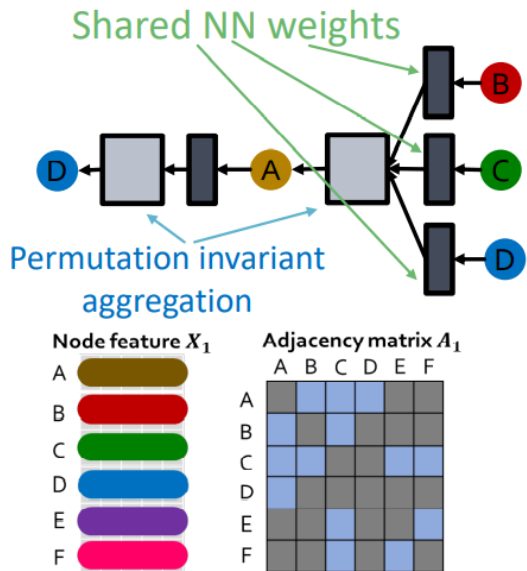 Shared NN weights
B
D
A
C
D
Permutation invariant
aggregation
Node feature X₁
A
B
C
D
E
F
Adjacency matrix A₁
A B C D E F
A
B
C
D
E
F